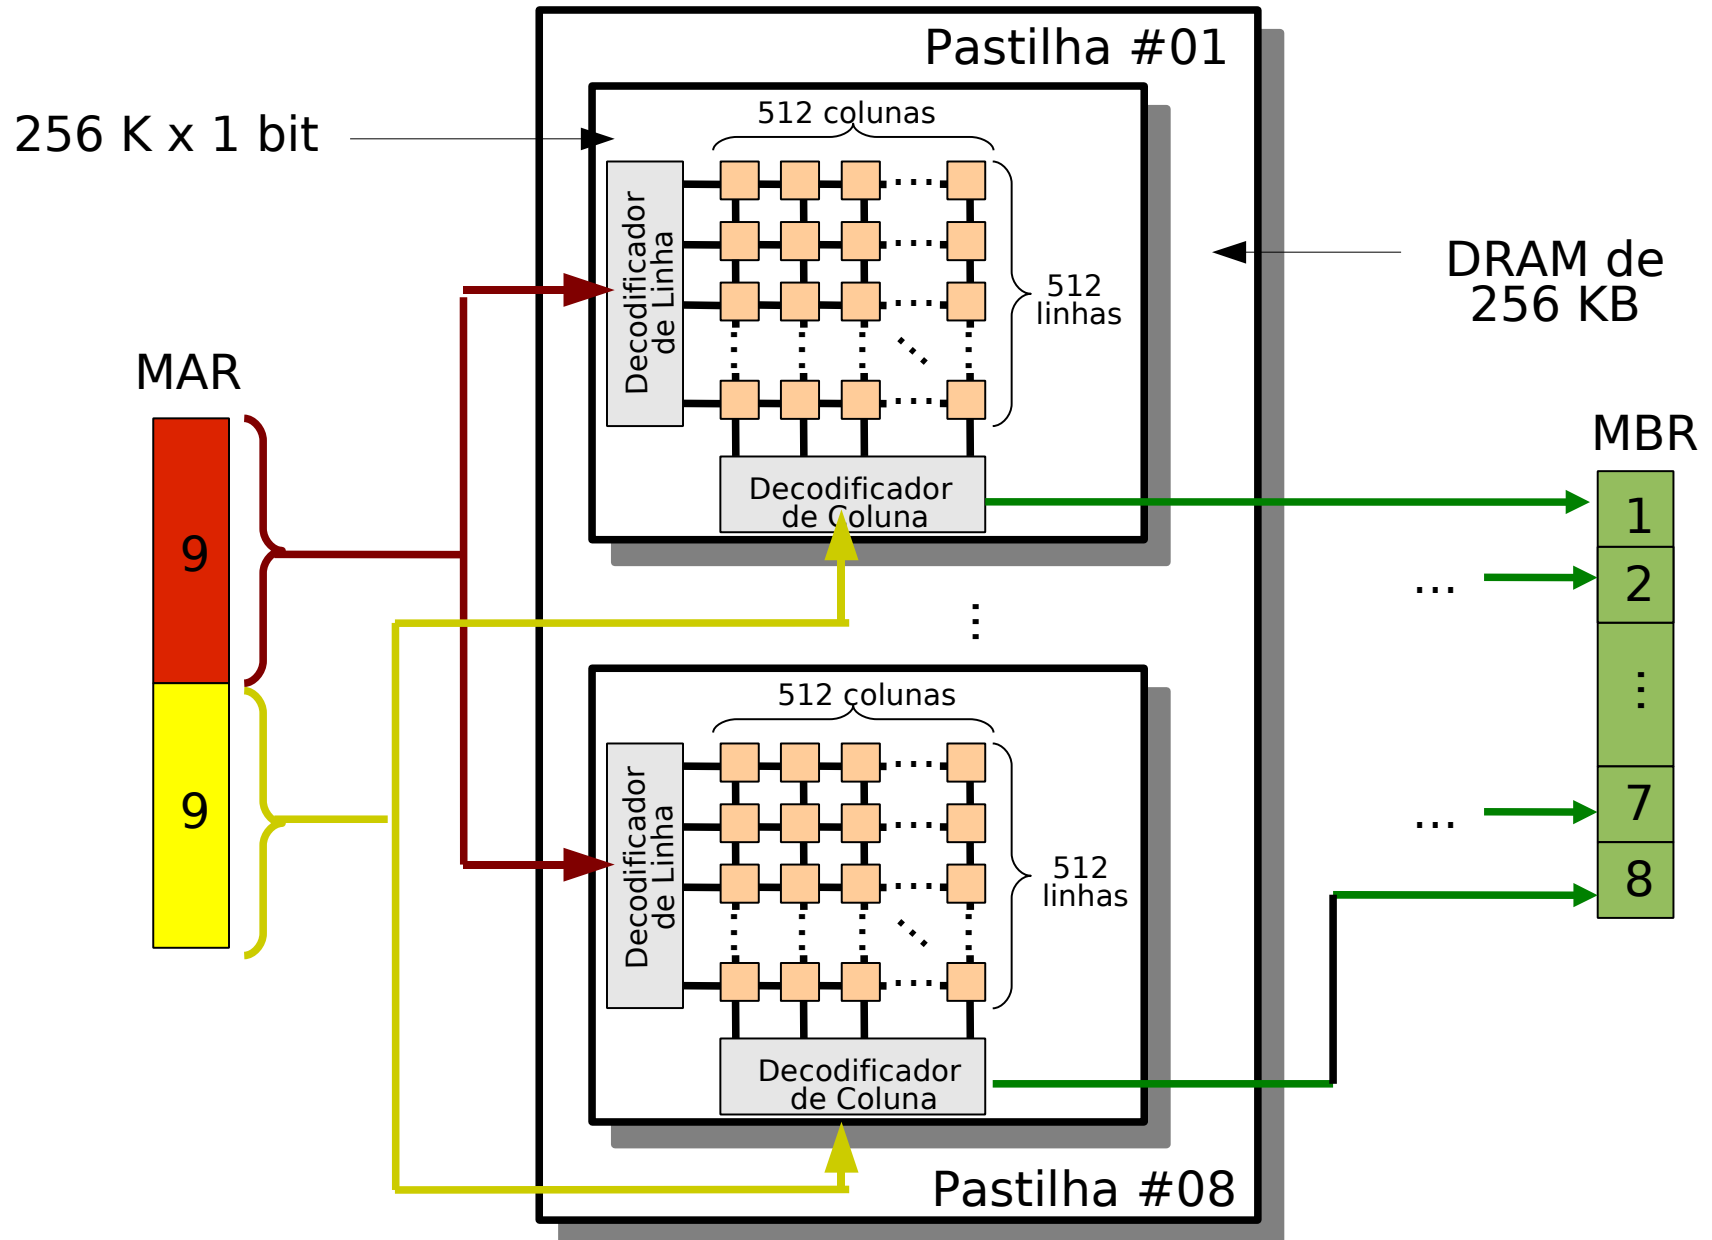 Pastilha #01
256 K x 1 bit
512 colunas
Decodificador
de Linha
512
linhas
DRAM de
256 KB
MAR
9
9
Decodificador
de Coluna
MBR
1
...
2
⋮
...
7
8
⋮
512 colunas
Decodificador
de Linha
512
linhas
Decodificador
de Coluna
Pastilha #08